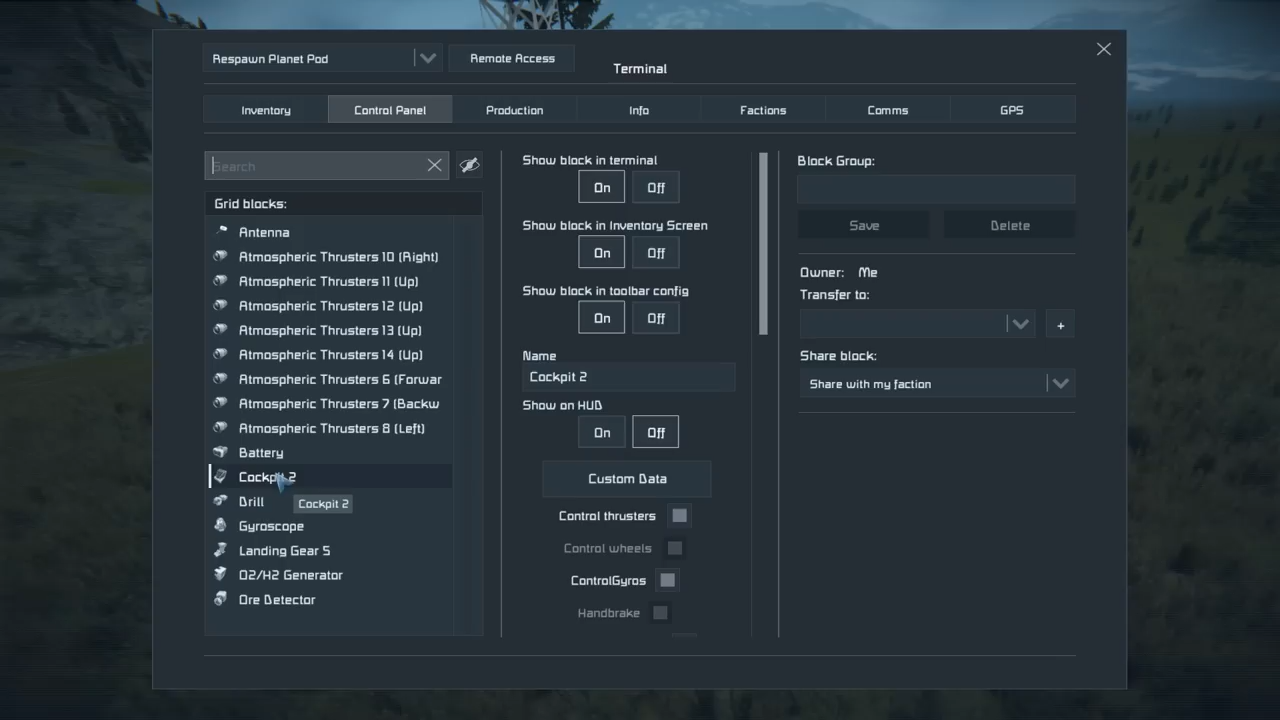 Respawn Planet Pod
Remote Access
Terminal
Inventory
Control Panel
Production
Info
Factions
Comms
GPS
Search
Grid blocks:
Antenna
Atmospheric Thrusters 10 (Right)
Atmospheric Thrusters 11 (Up)
Atmospheric Thrusters 12 (Up)
Atmospheric Thrusters 13 (Up)
Atmospheric Thrusters 14 (Up)
Atmospheric Thrusters 6 (Forwar
Atmospheric Thrusters 7 (Backw
Atmospheric Thrusters 8 (Left)
Battery
Cockpit 2
Drill
Cockpit 2
Gyroscope
Landing Gear 5
O2/H2 Generator
Ore Detector
Show block in terminal
On Off
Show block in Inventory Screen
On Off
Show block in toolbar config
On Off
Name
Cockpit 2
Show on HUD
On Off
Custom Data
Control thrusters
Control wheels
ControlGyros
Handbrake
Block Group:
Save Delete
Owner: Me
Transfer to:
+
Share block:
Share with my faction